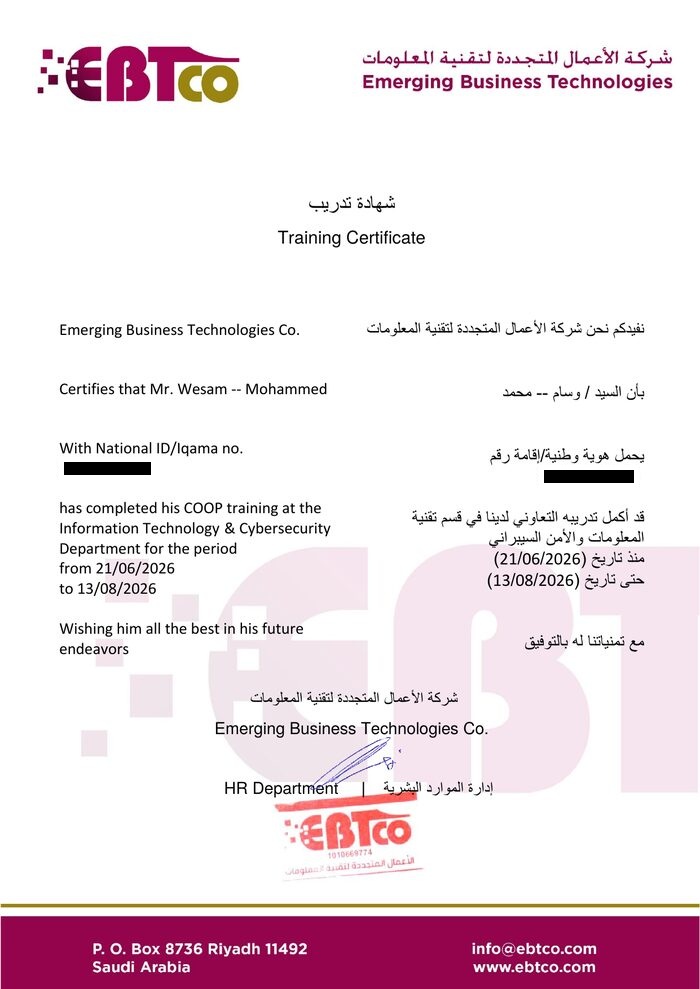 EBTco
شركة الأعمال المتجددة لتقنية المعلومات
Emerging Business Technologies
شهادة تدريب
Training Certificate
Emerging Business Technologies Co.
نفيدكم نحن شركة الأعمال المتجددة لتقنية المعلومات
Certifies that Mr. Wesam -- Mohammed
بأن السيد / وسام -- محمد
With National ID/Iqama no.
يحمل هوية وطنية/إقامة رقم
has completed his COOP training at the
Information Technology & Cybersecurity
Department for the period
from 21/06/2026
to 13/08/2026
قد أكمل تدريبه التعاوني لدينا في قسم تقنية
المعلومات والأمن السيبراني
منذ تاريخ (21/06/2026)
حتى تاريخ (13/08/2026)
Wishing him all the best in his future
endeavors
مع تمنياتنا له بالتوفيق
شركة الأعمال المتجددة لتقنية المعلومات
Emerging Business Technologies Co.
HR Department | إدارة الموارد البشرية
EBTco
1010669774
الأعمال المتجددة لتقنية المعلومات
EBT
P. O. Box 8736 Riyadh 11492
Saudi Arabia
info@ebtco.com
www.ebtco.com